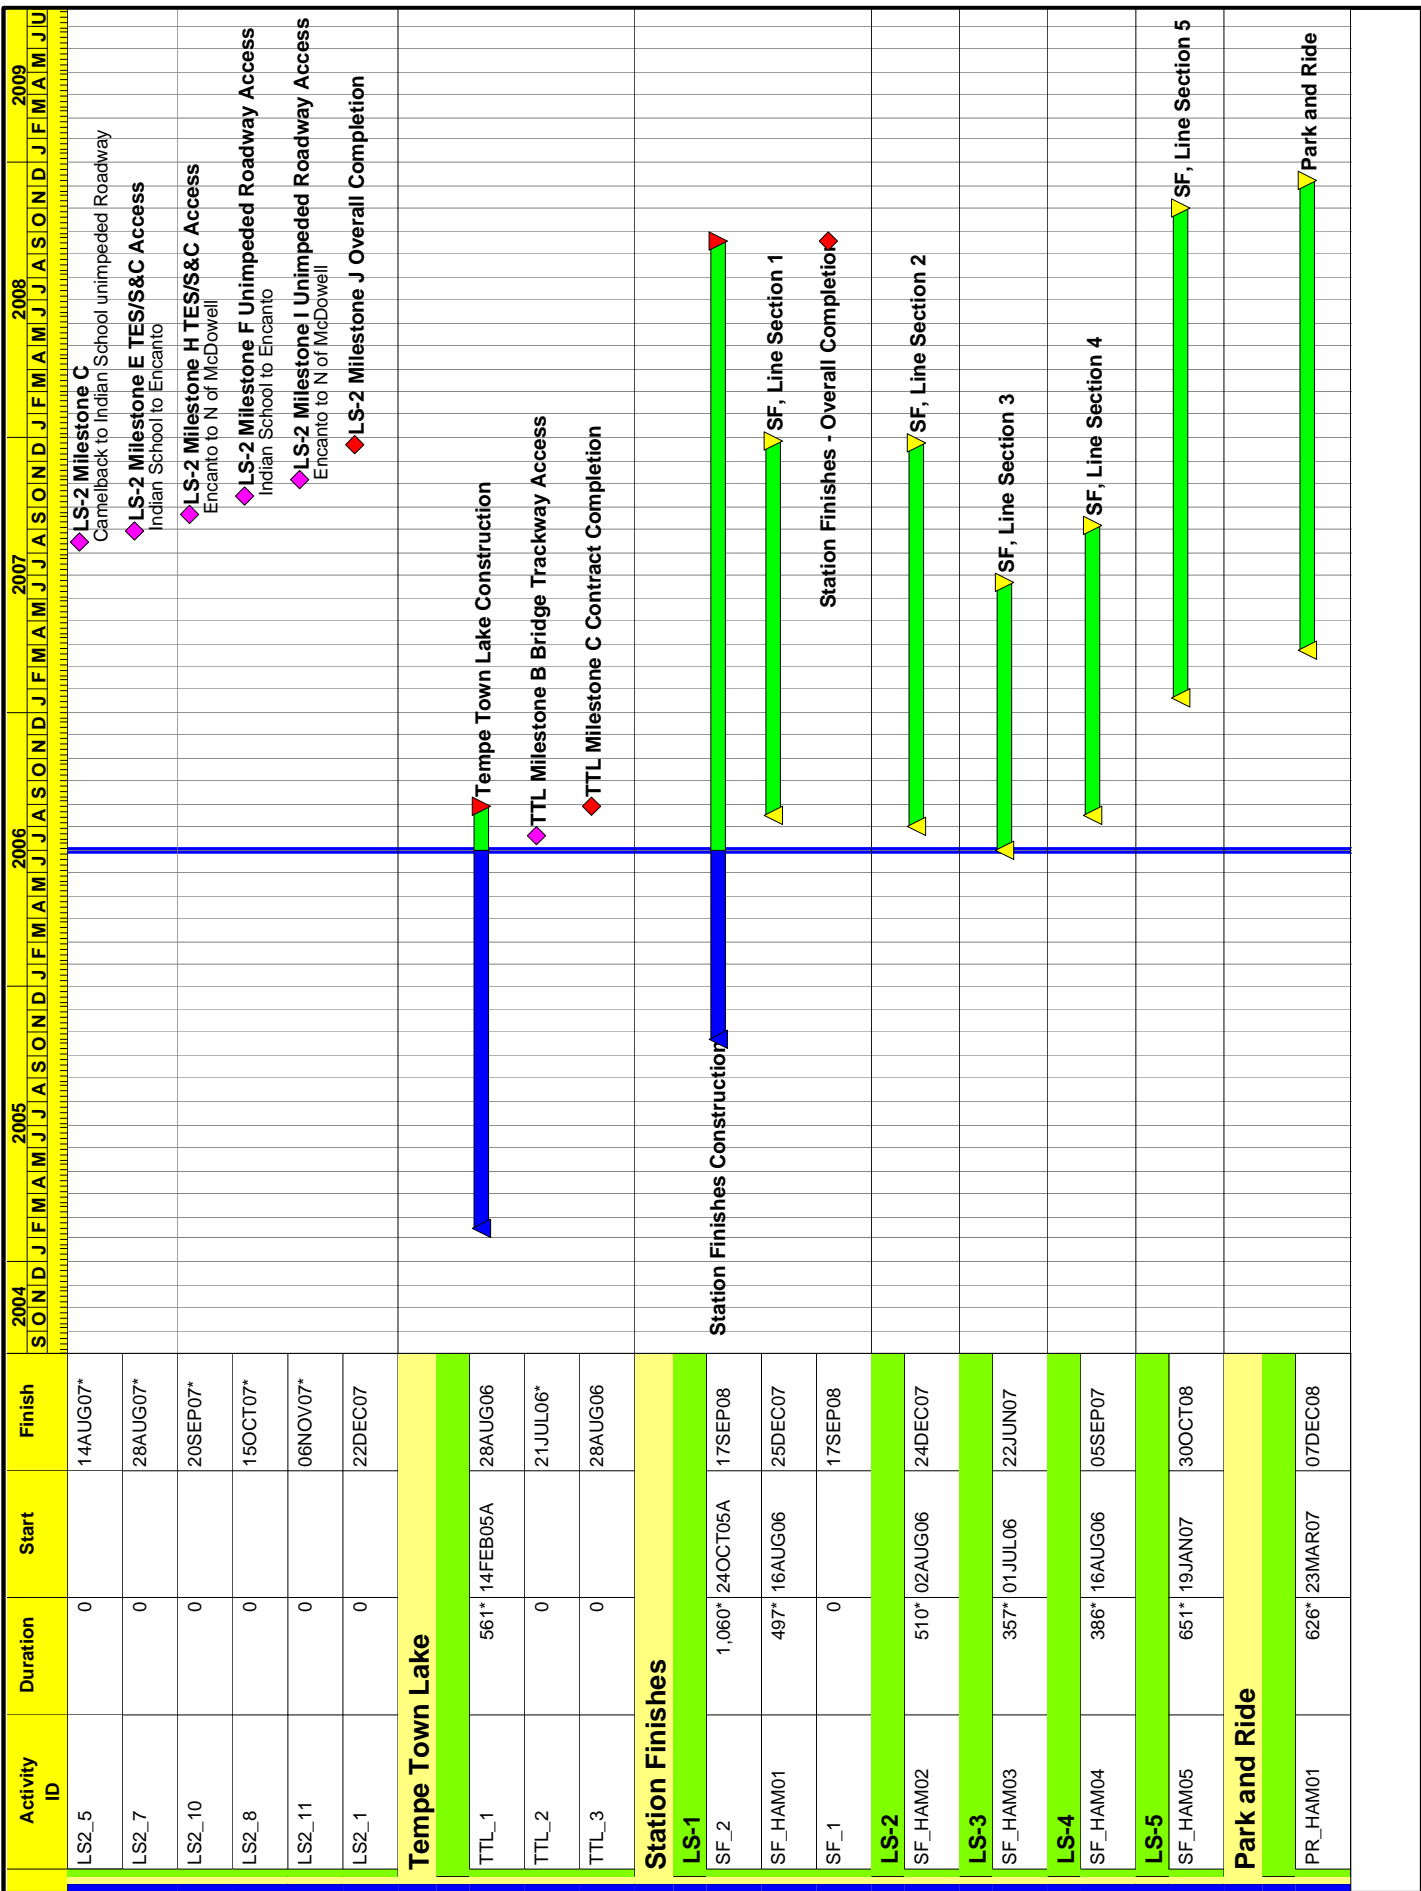 Activity ID Duration Start Finish 2004 2005 2006 2007 2008 2009
S O N D J F M A M J J A S O N D J F M A M J J A S O N D J F M A M J J A S O N D J F M A M J J A S O N D J F M A M J U
LS2_5 0 14AUG07* LS-2 Milestone C
Camelback to Indian School unimpeded Roadway
LS2_7 0 28AUG07* LS-2 Milestone E TES/S&C Access
Indian School to Encanto
LS2_10 0 20SEP07* LS-2 Milestone H TES/S&C Access
Encanto to N of McDowell
LS2_8 0 15OCT07* LS-2 Milestone F Unimpeded Roadway Access
Indian School to Encanto
LS2_11 0 06NOV07* LS-2 Milestone I Unimpeded Roadway Access
Encanto to N of McDowell
LS2_1 0 22DEC07 LS-2 Milestone J Overall Completion
Tempe Town Lake
TTL_1 561* 14FEB05A 28AUG06 Tempe Town Lake Construction
TTL_2 0 21JUL06* TTL Milestone B Bridge Trackway Access
TTL_3 0 28AUG06 TTL Milestone C Contract Completion
Station Finishes
LS-1
SF_2 1,060* 24OCT05A 17SEP08 Station Finishes Construction
SF_HAM01 497* 16AUG06 25DEC07 SF, Line Section 1
SF_1 0 17SEP08 Station Finishes - Overall Completion
LS-2
SF_HAM02 510* 02AUG06 24DEC07 SF, Line Section 2
LS-3
SF_HAM03 357* 01JUL06 22JUN07 SF, Line Section 3
LS-4
SF_HAM04 386* 16AUG06 05SEP07 SF, Line Section 4
LS-5
SF_HAM05 651* 19JAN07 30OCT08 SF, Line Section 5
Park and Ride
PR_HAM01 626* 23MAR07 07DEC08 Park and Ride